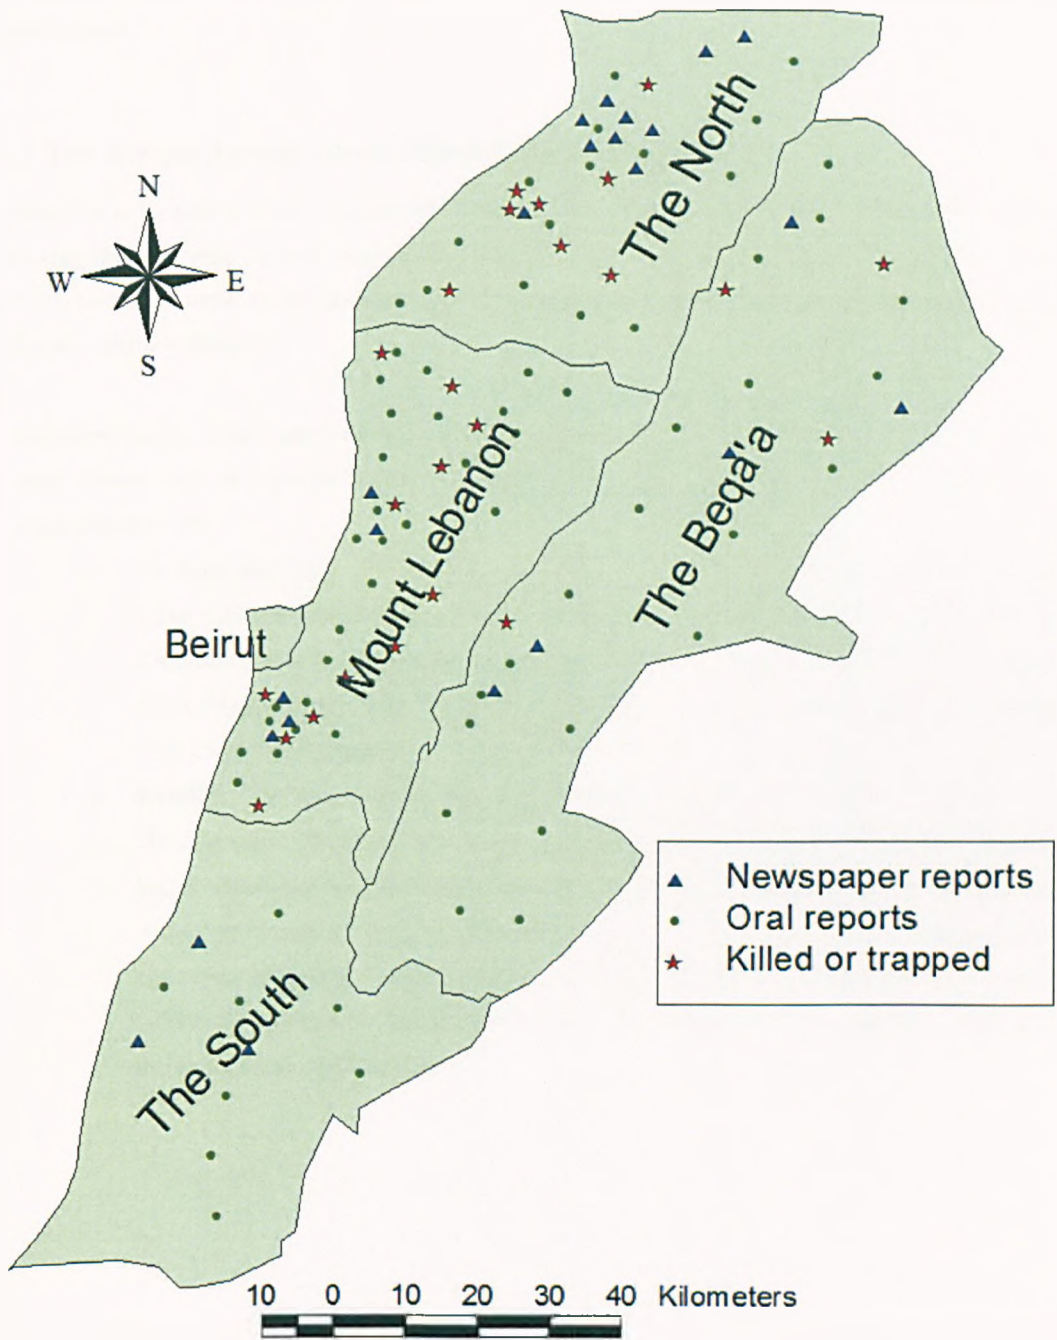 N
W E
S
The North
Mount Lebanon
The Beqa'a
Beirut
The South
Newspaper reports
Oral reports
Killed or trapped
10 0 10 20 30 40 Kilometers